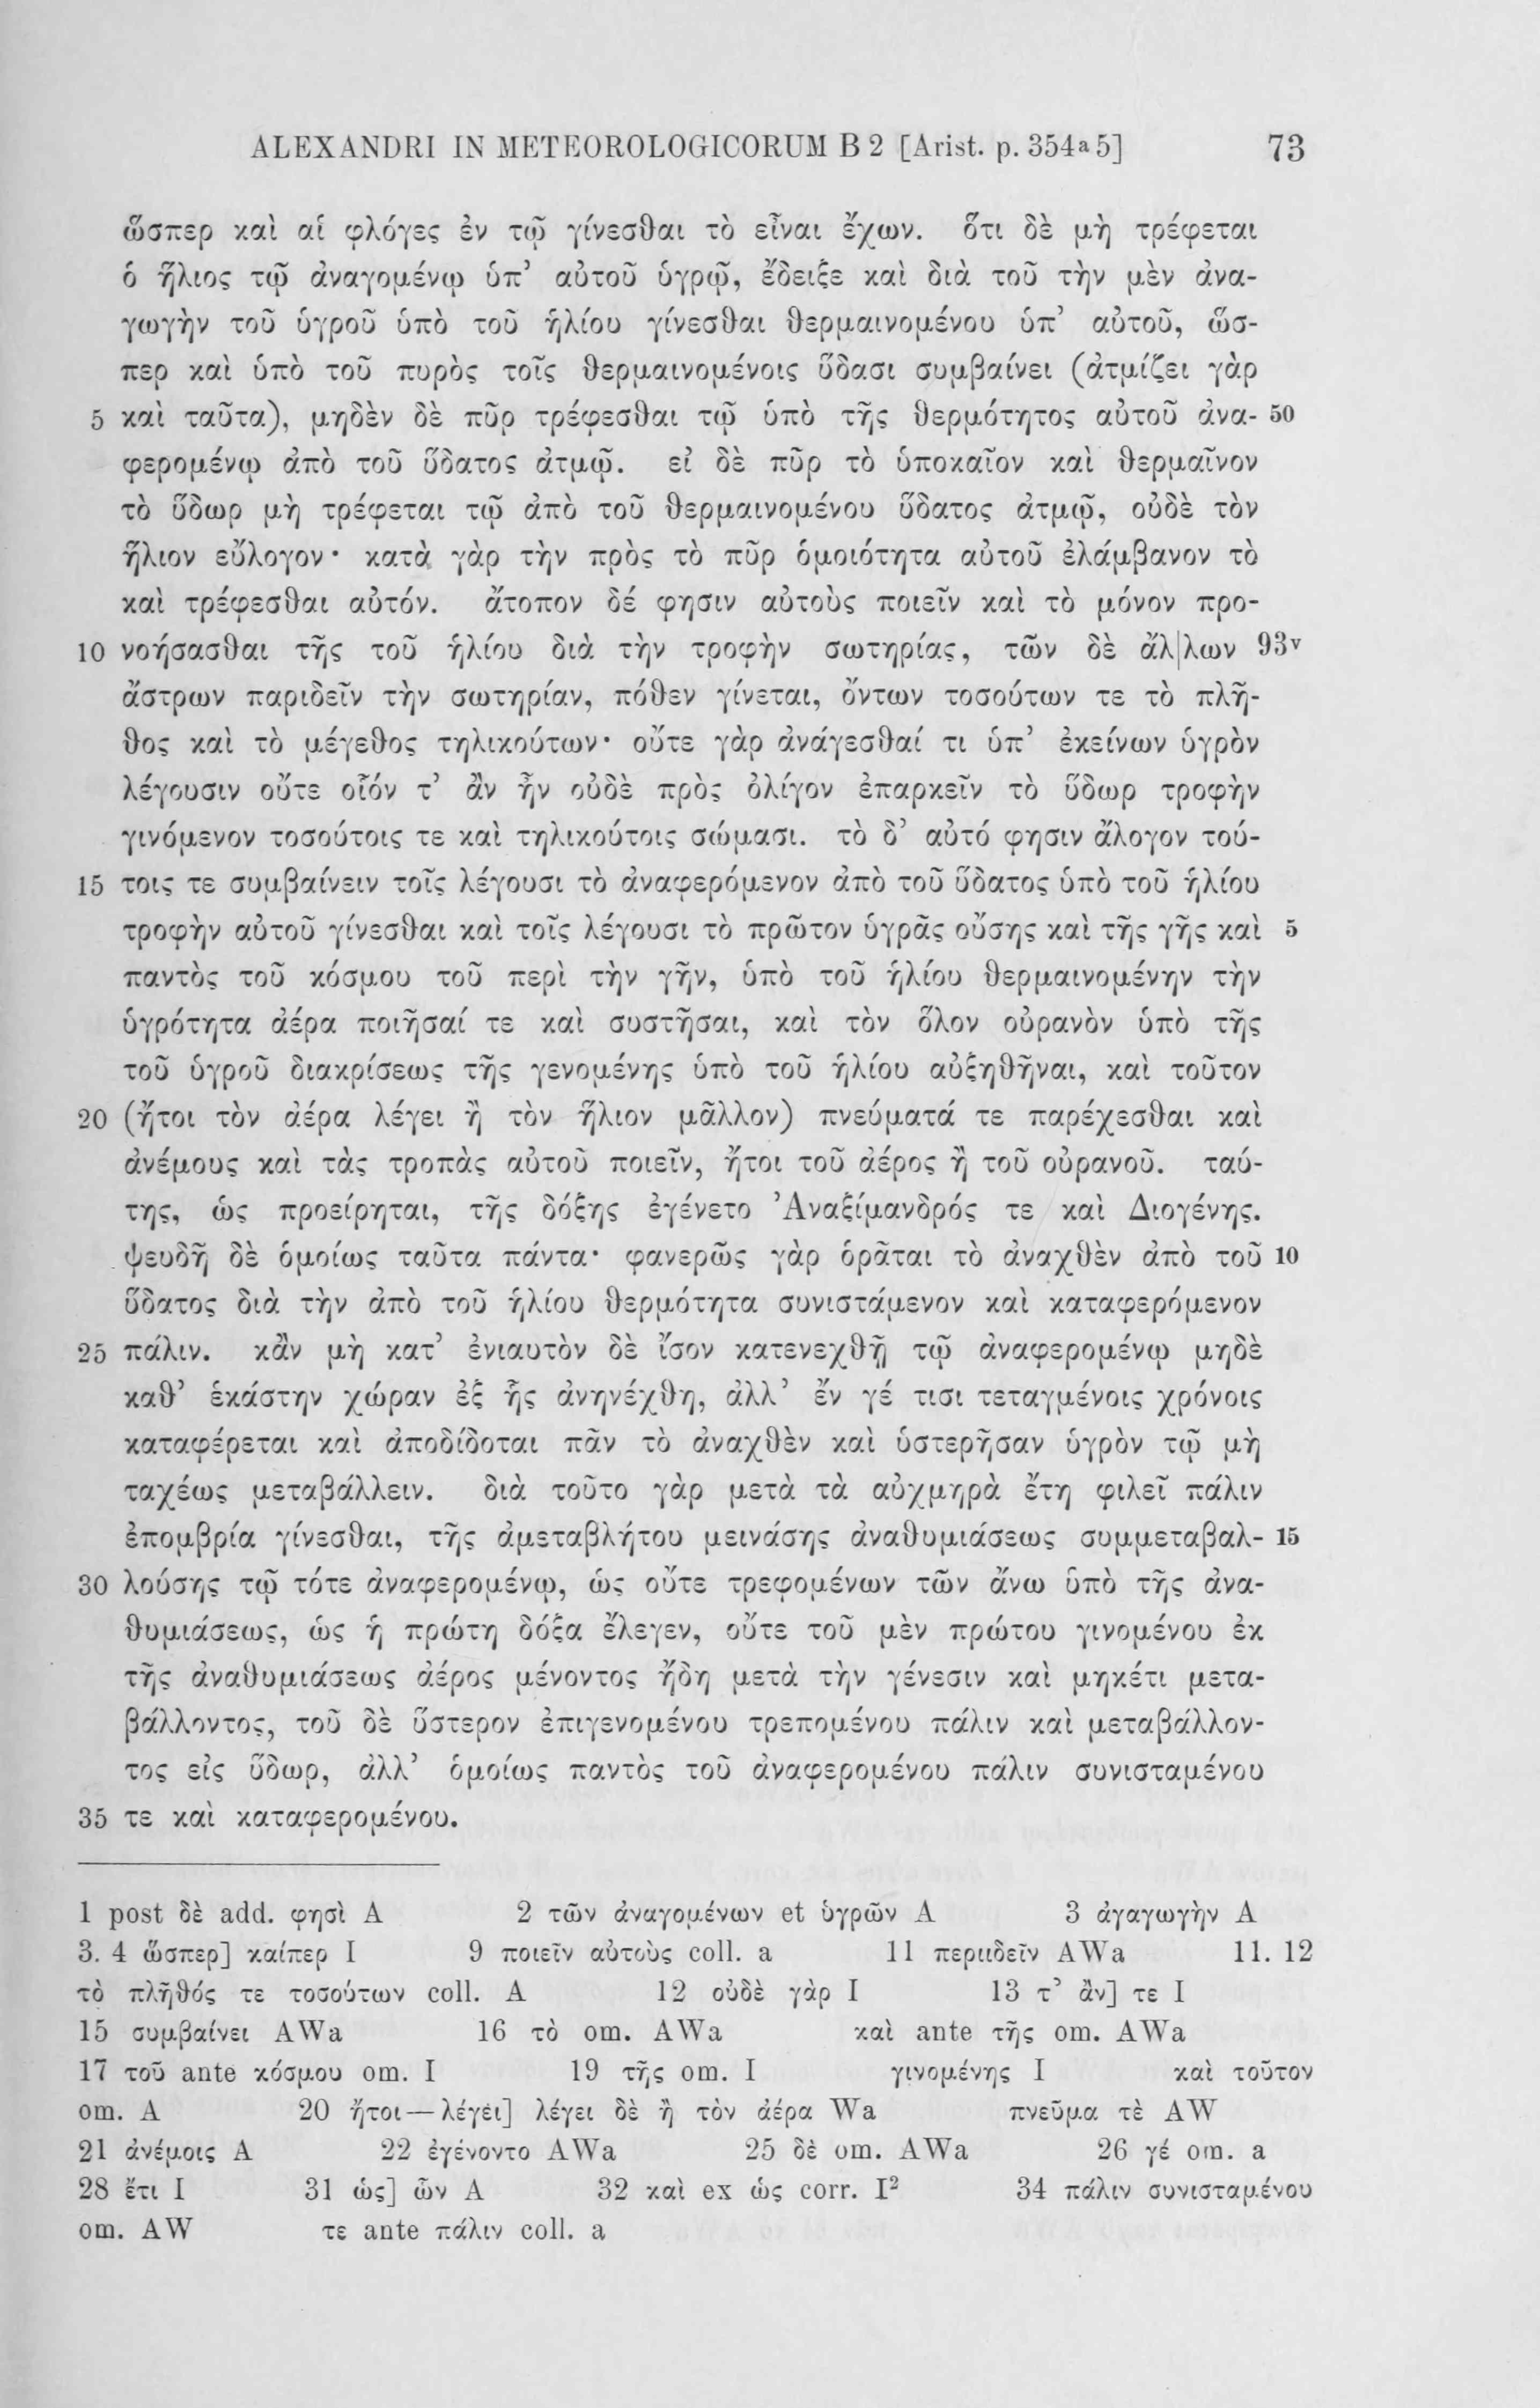 ALEXANDRI IN METEOROLOGICORUM B 2 [Arist. p. 354a 5] 73
ὥσπερ καὶ αἱ φλόγες ἐν τῷ γίνεσθαι τὸ εἶναι ἔχων. ὅτι δὲ μὴ τρέφεται
ὁ ἥλιος τῷ ἀναγομένῳ ὑπ’ αὐτοῦ ὑγρῷ, ἔδειξε καὶ διὰ τοῦ τὴν μὲν ἀνα-
γωγὴν τοῦ ὑγροῦ ὑπὸ τοῦ ἡλίου γίνεσθαι θερμαινομένου ὑπ’ αὐτοῦ, ὥσ-
περ καὶ ὑπὸ τοῦ πυρὸς τοῖς θερμαινομένοις ὕδασι συμβαίνει (ἀτμίζει γὰρ
5 καὶ ταῦτα), μηδὲν δὲ πῦρ τρέφεσθαι τῷ ὑπὸ τῆς θερμότητος αὐτοῦ ἀνα- 50
φερομένῳ ἀπὸ τοῦ ὕδατος ἀτμῷ. εἰ δὲ πῦρ τὸ ὑποκαῖον καὶ θερμαῖνον
τὸ ὕδωρ μὴ τρέφεται τῷ ἀπὸ τοῦ θερμαινομένου ὕδατος ἀτμῷ, οὐδὲ τὸν
ἥλιον εὔλογον· κατὰ γὰρ τὴν πρὸς τὸ πῦρ ὁμοιότητα αὐτοῦ ἐλάμβανον τὸ
καὶ τρέφεσθαι αὐτόν. ἄτοπον δέ φησιν αὐτοὺς ποιεῖν καὶ τὸ μόνον προ-
10 νοήσασθαι τῆς τοῦ ἡλίου διὰ τὴν τροφὴν σωτηρίας, τῶν δὲ ἄλ|λων 93v
ἄστρων παριδεῖν τὴν σωτηρίαν, πόθεν γίνεται, ὄντων τοσούτων τε τὸ πλῆ-
θος καὶ τὸ μέγεθος τηλικούτων· οὔτε γὰρ ἀνάγεσθαί τι ὑπ’ ἐκείνων ὑγρὸν
λέγουσιν οὔτε οἷόν τ’ ἂν ἦν οὐδὲ πρὸς ὀλίγον ἐπαρκεῖν τὸ ὕδωρ τροφὴν
γινόμενον τοσούτοις τε καὶ τηλικούτοις σώμασι. τὸ δ’ αὐτό φησιν ἄλογον τού-
15 τοις τε συμβαίνειν τοῖς λέγουσι τὸ ἀναφερόμενον ἀπὸ τοῦ ὕδατος ὑπὸ τοῦ ἡλίου
τροφὴν αὐτοῦ γίνεσθαι καὶ τοῖς λέγουσι τὸ πρῶτον ὑγρᾶς οὔσης καὶ τῆς γῆς καὶ 5
παντὸς τοῦ κόσμου τοῦ περὶ τὴν γῆν, ὑπὸ τοῦ ἡλίου θερμαινομένην τὴν
ὑγρότητα ἀέρα ποιῆσαί τε καὶ συστῆσαι, καὶ τὸν ὅλον οὐρανὸν ὑπὸ τῆς
τοῦ ὑγροῦ διακρίσεως τῆς γενομένης ὑπὸ τοῦ ἡλίου αὐξηθῆναι, καὶ τοῦτον
20 (ἤτοι τὸν ἀέρα λέγει ἢ τὸν ἥλιον μᾶλλον) πνεύματά τε παρέχεσθαι καὶ
ἀνέμους καὶ τὰς τροπὰς αὐτοῦ ποιεῖν, ἤτοι τοῦ ἀέρος ἢ τοῦ οὐρανοῦ. ταύ-
της, ὡς προείρηται, τῆς δόξης ἐγένετο Ἀναξίμανδρός τε καὶ Διογένης.
ψευδῆ δὲ ὁμοίως ταῦτα πάντα· φανερῶς γὰρ ὁρᾶται τὸ ἀναχθὲν ἀπὸ τοῦ 10
ὕδατος διὰ τὴν ἀπὸ τοῦ ἡλίου θερμότητα συνιστάμενον καὶ καταφερόμενον
25 πάλιν. κἂν μὴ κατ’ ἐνιαυτὸν δὲ ἴσον κατενεχθῇ τῷ ἀναφερομένῳ μηδὲ
καθ’ ἑκάστην χώραν ἐξ ἧς ἀνηνέχθη, ἀλλ’ ἔν γέ τισι τεταγμένοις χρόνοις
καταφέρεται καὶ ἀποδίδοται πᾶν τὸ ἀναχθὲν καὶ ὑστερῆσαν ὑγρὸν τῷ μὴ
ταχέως μεταβάλλειν. διὰ τοῦτο γὰρ μετὰ τὰ αὐχμηρὰ ἔτη φιλεῖ πάλιν
ἐπομβρία γίνεσθαι, τῆς ἀμεταβλήτου μεινάσης ἀναθυμιάσεως συμμεταβαλ- 15
30 λούσης τῷ τότε ἀναφερομένῳ, ὡς οὔτε τρεφομένων τῶν ἄνω ὑπὸ τῆς ἀνα-
θυμιάσεως, ὡς ἡ πρώτη δόξα ἔλεγεν, οὔτε τοῦ μὲν πρώτου γινομένου ἐκ
τῆς ἀναθυμιάσεως ἀέρος μένοντος ἤδη μετὰ τὴν γένεσιν καὶ μηκέτι μετα-
βάλλοντος, τοῦ δὲ ὕστερον ἐπιγενομένου τρεπομένου πάλιν καὶ μεταβάλλον-
τος εἰς ὕδωρ, ἀλλ’ ὁμοίως παντὸς τοῦ ἀναφερομένου πάλιν συνισταμένου
35 τε καὶ καταφερομένου.
1 post δὲ add. φησὶ A 2 τῶν ἀναγομένων et ὑγρῶν A 3 ἀγαγωγὴν A
3. 4 ὥσπερ] καίπερ I 9 ποιεῖν αὐτοὺς coll. a 11 περιιδεῖν AWa 11. 12
τὸ πλῆθός τε τοσούτων coll. A 12 οὐδὲ γὰρ I 13 τ’ ἂν] τε I
15 συμβαίνει AWa 16 τὸ om. AWa καὶ ante τῆς om. AWa
17 τοῦ ante κόσμου om. I 19 τῆς om. I γινομένης I καὶ τοῦτον
om. A 20 ἤτοι — λέγει] λέγει δὲ ἢ τὸν ἀέρα Wa πνεῦμα τὲ AW
21 ἀνέμοις A 22 ἐγένοντο AWa 25 δὲ om. AWa 26 γέ om. a
28 ἔτι I 31 ὡς] ὧν A 32 καὶ ex ὡς corr. I² 34 πάλιν συνισταμένου
om. AW τε ante πάλιν coll. a